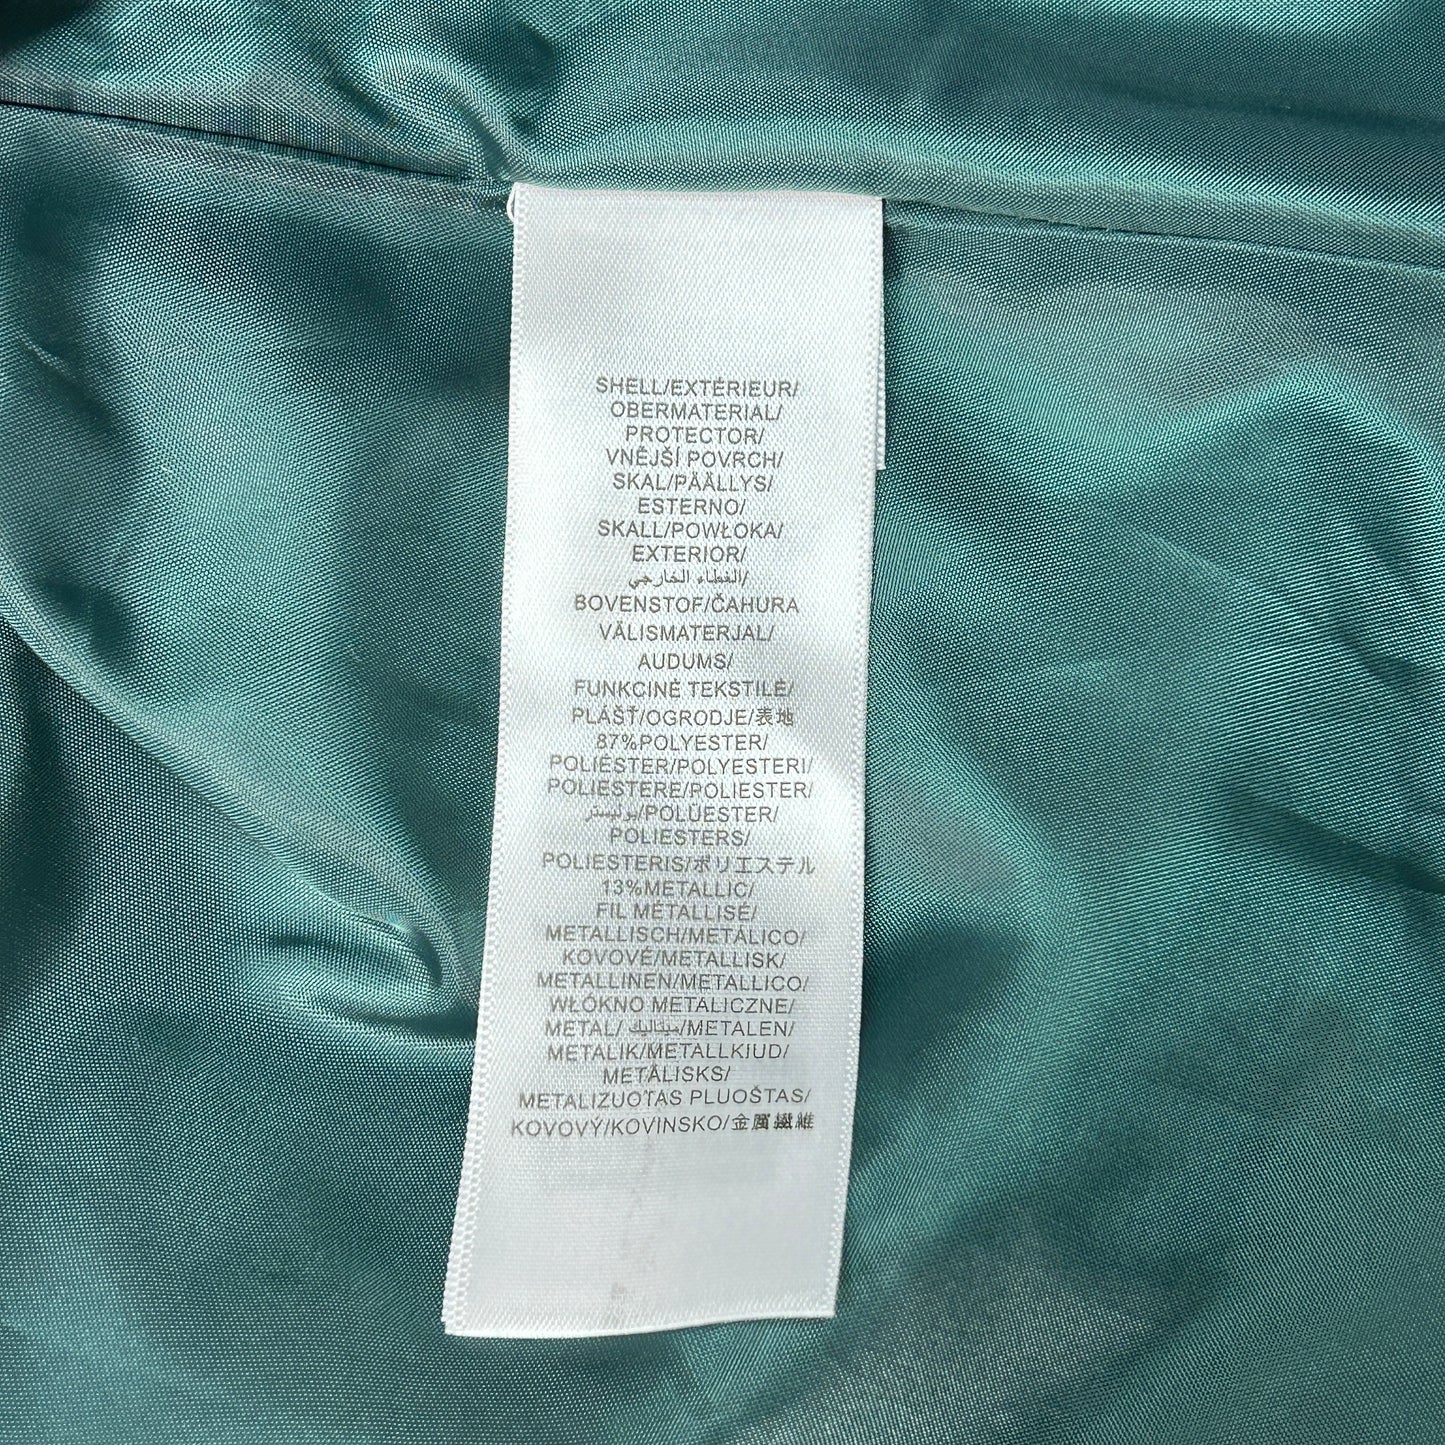 SHELL/EXTÉRIEUR/
OBERMATERIAL/
PROTECTOR/
VNĚJŠÍ POVRCH/
SKAL/PÄÄLLYS/
ESTERNO/
SKALL/POWŁOKA/
EXTERIOR/
الغطاء الخارجي/
BOVENSTOF/ČAHURA
VÄLISMATERJAL/
AUDUMS/
FUNKCINĖ TEKSTILĖ/
PLÁŠŤ/OGRODJE/表地
87%POLYESTER/
POLIÉSTER/POLYESTERI/
POLIESTERE/POLIESTER/
بوليستر/POLÜESTER/
POLIESTERS/
POLIESTERIS/ポリエステル
13%METALLIC/
FIL MÉTALLISÉ/
METALLISCH/METÁLICO/
KOVOVÉ/METALLISK/
METALLINEN/METALLICO/
WŁÓKNO METALICZNE/
METAL/ ميتاليك/METALEN/
METALIK/METALLKIUD/
METĀLISKS/
METALIZUOTAS PLUOŠTAS/
KOVOVÝ/KOVINSKO/金属繊維